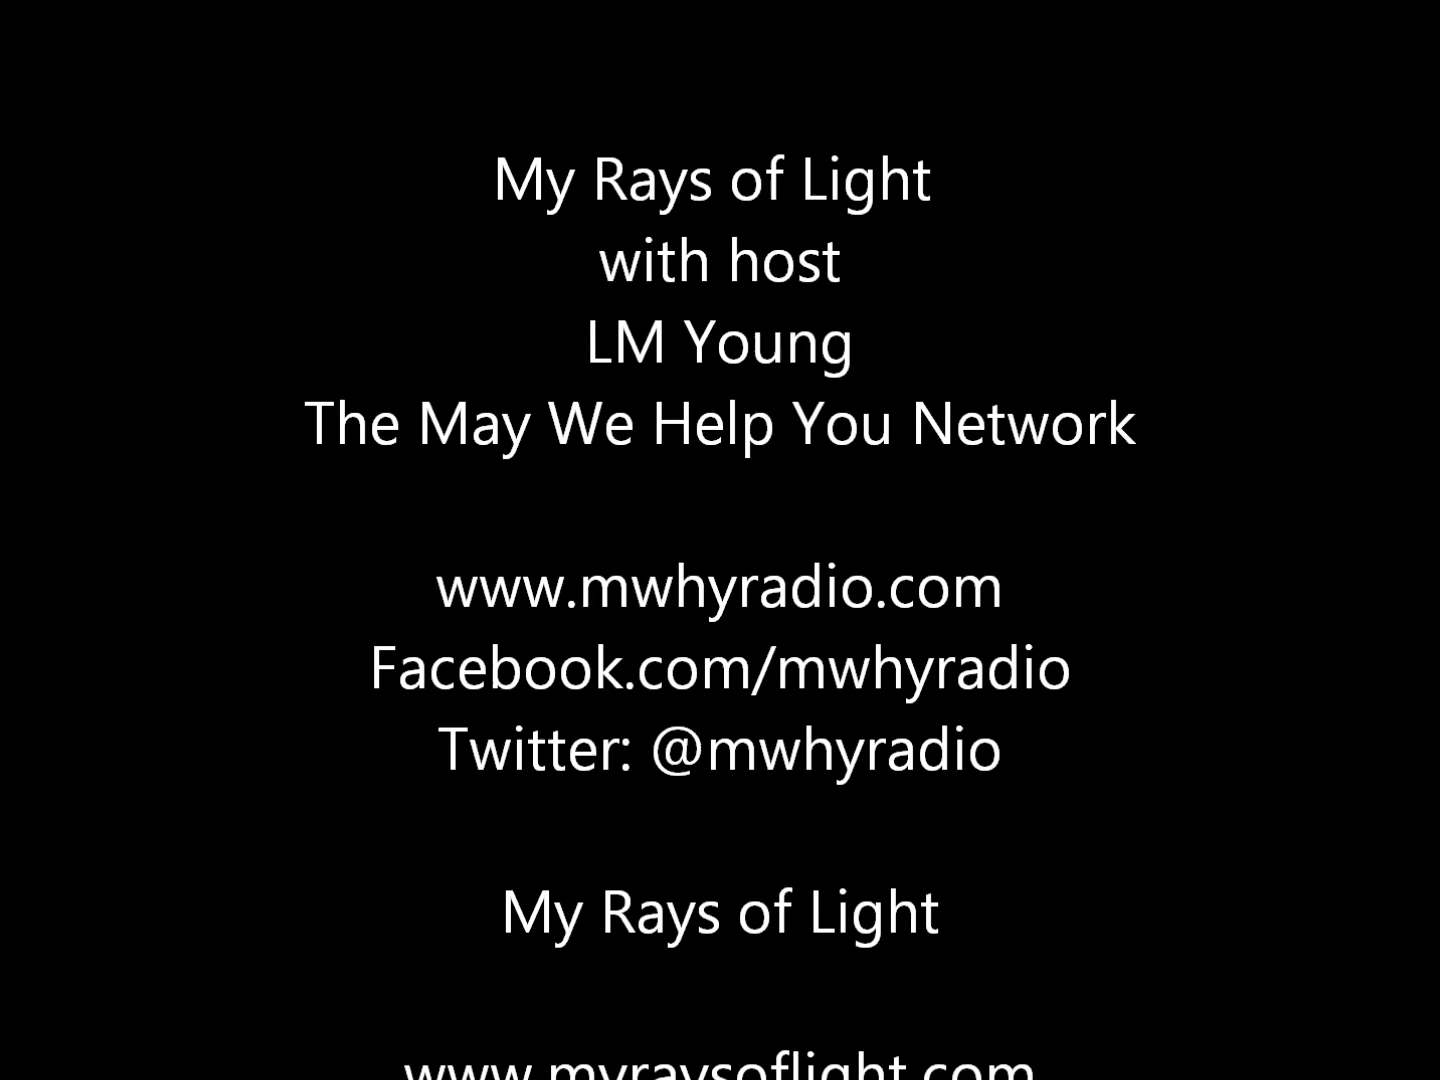 My Rays of Light
with host
LM Young
The May We Help You Network
www.mwhyradio.com
Facebook.com/mwhyradio
Twitter: @mwhyradio
My Rays of Light
www.myraysoflight.com